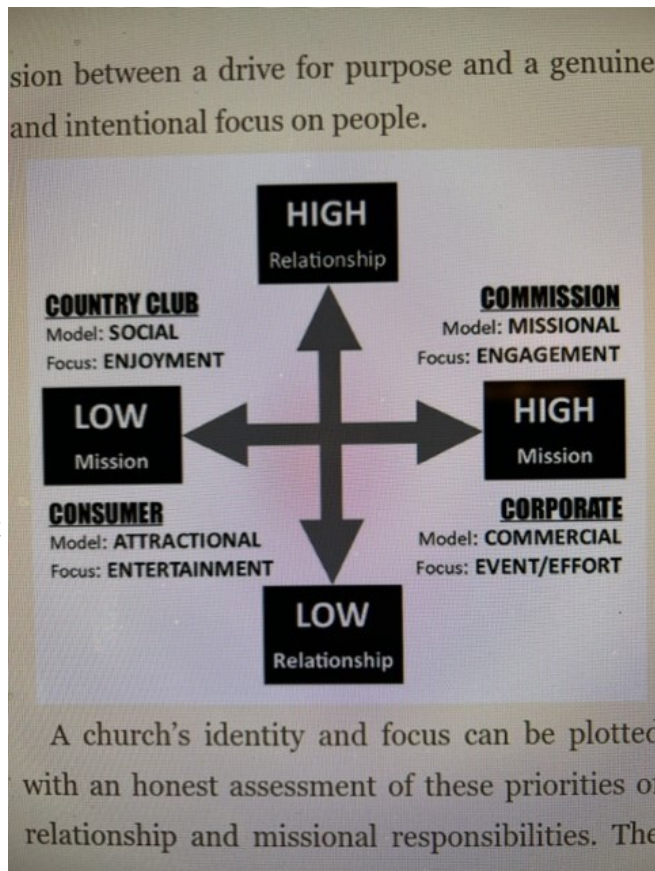 sion between a drive for purpose and a genuine
and intentional focus on people.
HIGH
Relationship
COUNTRY CLUB
Model: SOCIAL
Focus: ENJOYMENT
COMMISSION
Model: MISSIONAL
Focus: ENGAGEMENT
LOW
Mission
HIGH
Mission
CONSUMER
Model: ATTRACTIONAL
Focus: ENTERTAINMENT
CORPORATE
Model: COMMERCIAL
Focus: EVENT/EFFORT
LOW
Relationship
A church's identity and focus can be plotted
with an honest assessment of these priorities of
relationship and missional responsibilities. The